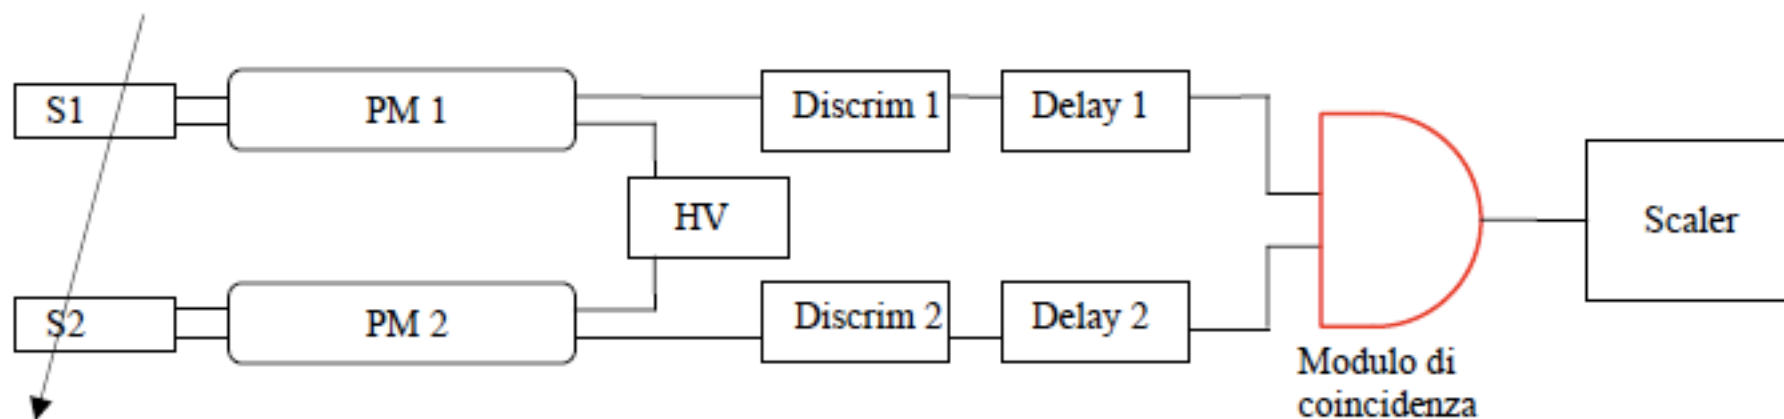 S1
PM 1
Discrim 1
Delay 1
HV
Scaler
S2
PM 2
Discrim 2
Delay 2
Modulo di
coincidenza